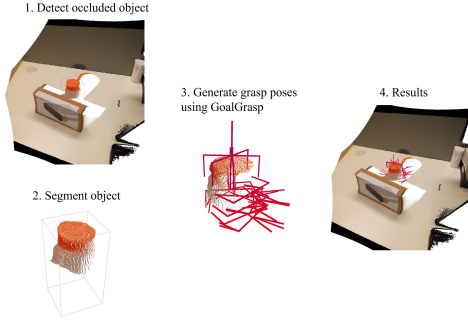 1. Detect occluded object
2. Segment object
3. Generate grasp poses
using GoalGrasp
4. Results